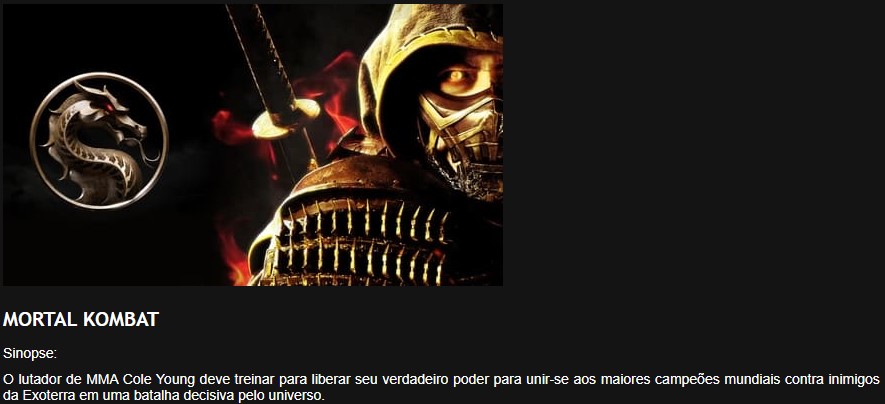 MORTAL KOMBAT
Sinopse:
O lutador de MMA Cole Young deve treinar para liberar seu verdadeiro poder para unir-se aos maiores campeões mundiais contra inimigos
da Exoterra em uma batalha decisiva pelo universo.